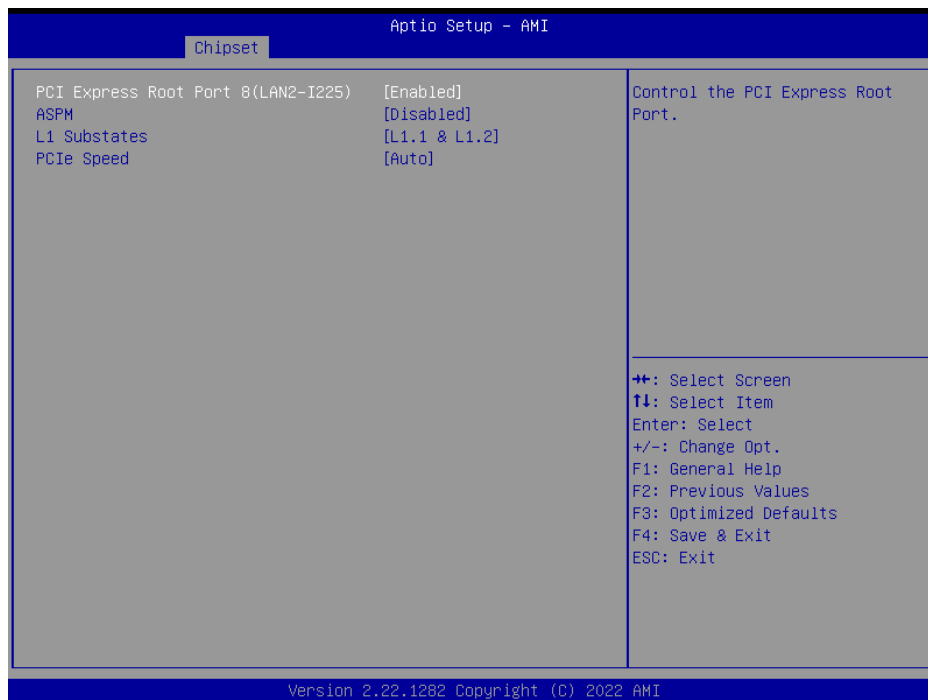 Aptio Setup – AMI
Chipset
PCI Express Root Port 8(LAN2-I225) [Enabled]
ASPM [Disabled]
L1 Substates [L1.1 & L1.2]
PCIe Speed [Auto]
Control the PCI Express Root
Port.
→←: Select Screen
↑↓: Select Item
Enter: Select
+/-: Change Opt.
F1: General Help
F2: Previous Values
F3: Optimized Defaults
F4: Save & Exit
ESC: Exit
Version 2.22.1282 Copyright (C) 2022 AMI